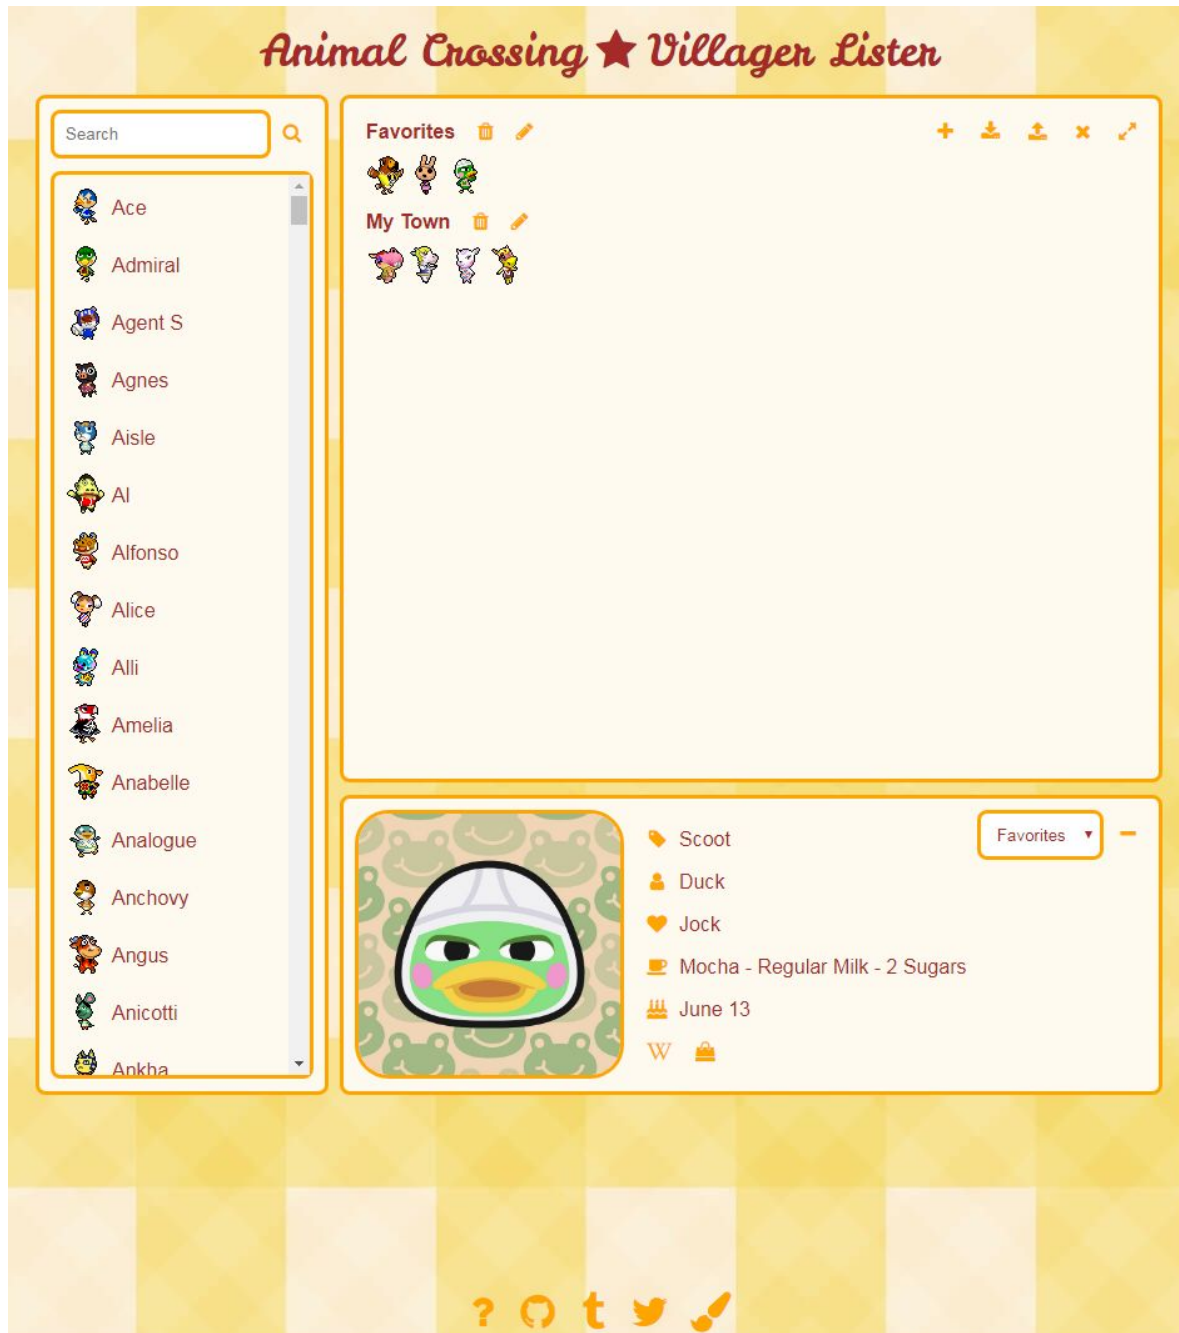 Animal Crossing ★ Villager Lister
Search
Ace
Admiral
Agent S
Agnes
Aisle
Al
Alfonso
Alice
Alli
Amelia
Anabelle
Analogue
Anchovy
Angus
Anicotti
Ankha
Favorites
My Town
Scoot
Favorites
Duck
Jock
Mocha - Regular Milk - 2 Sugars
June 13
W